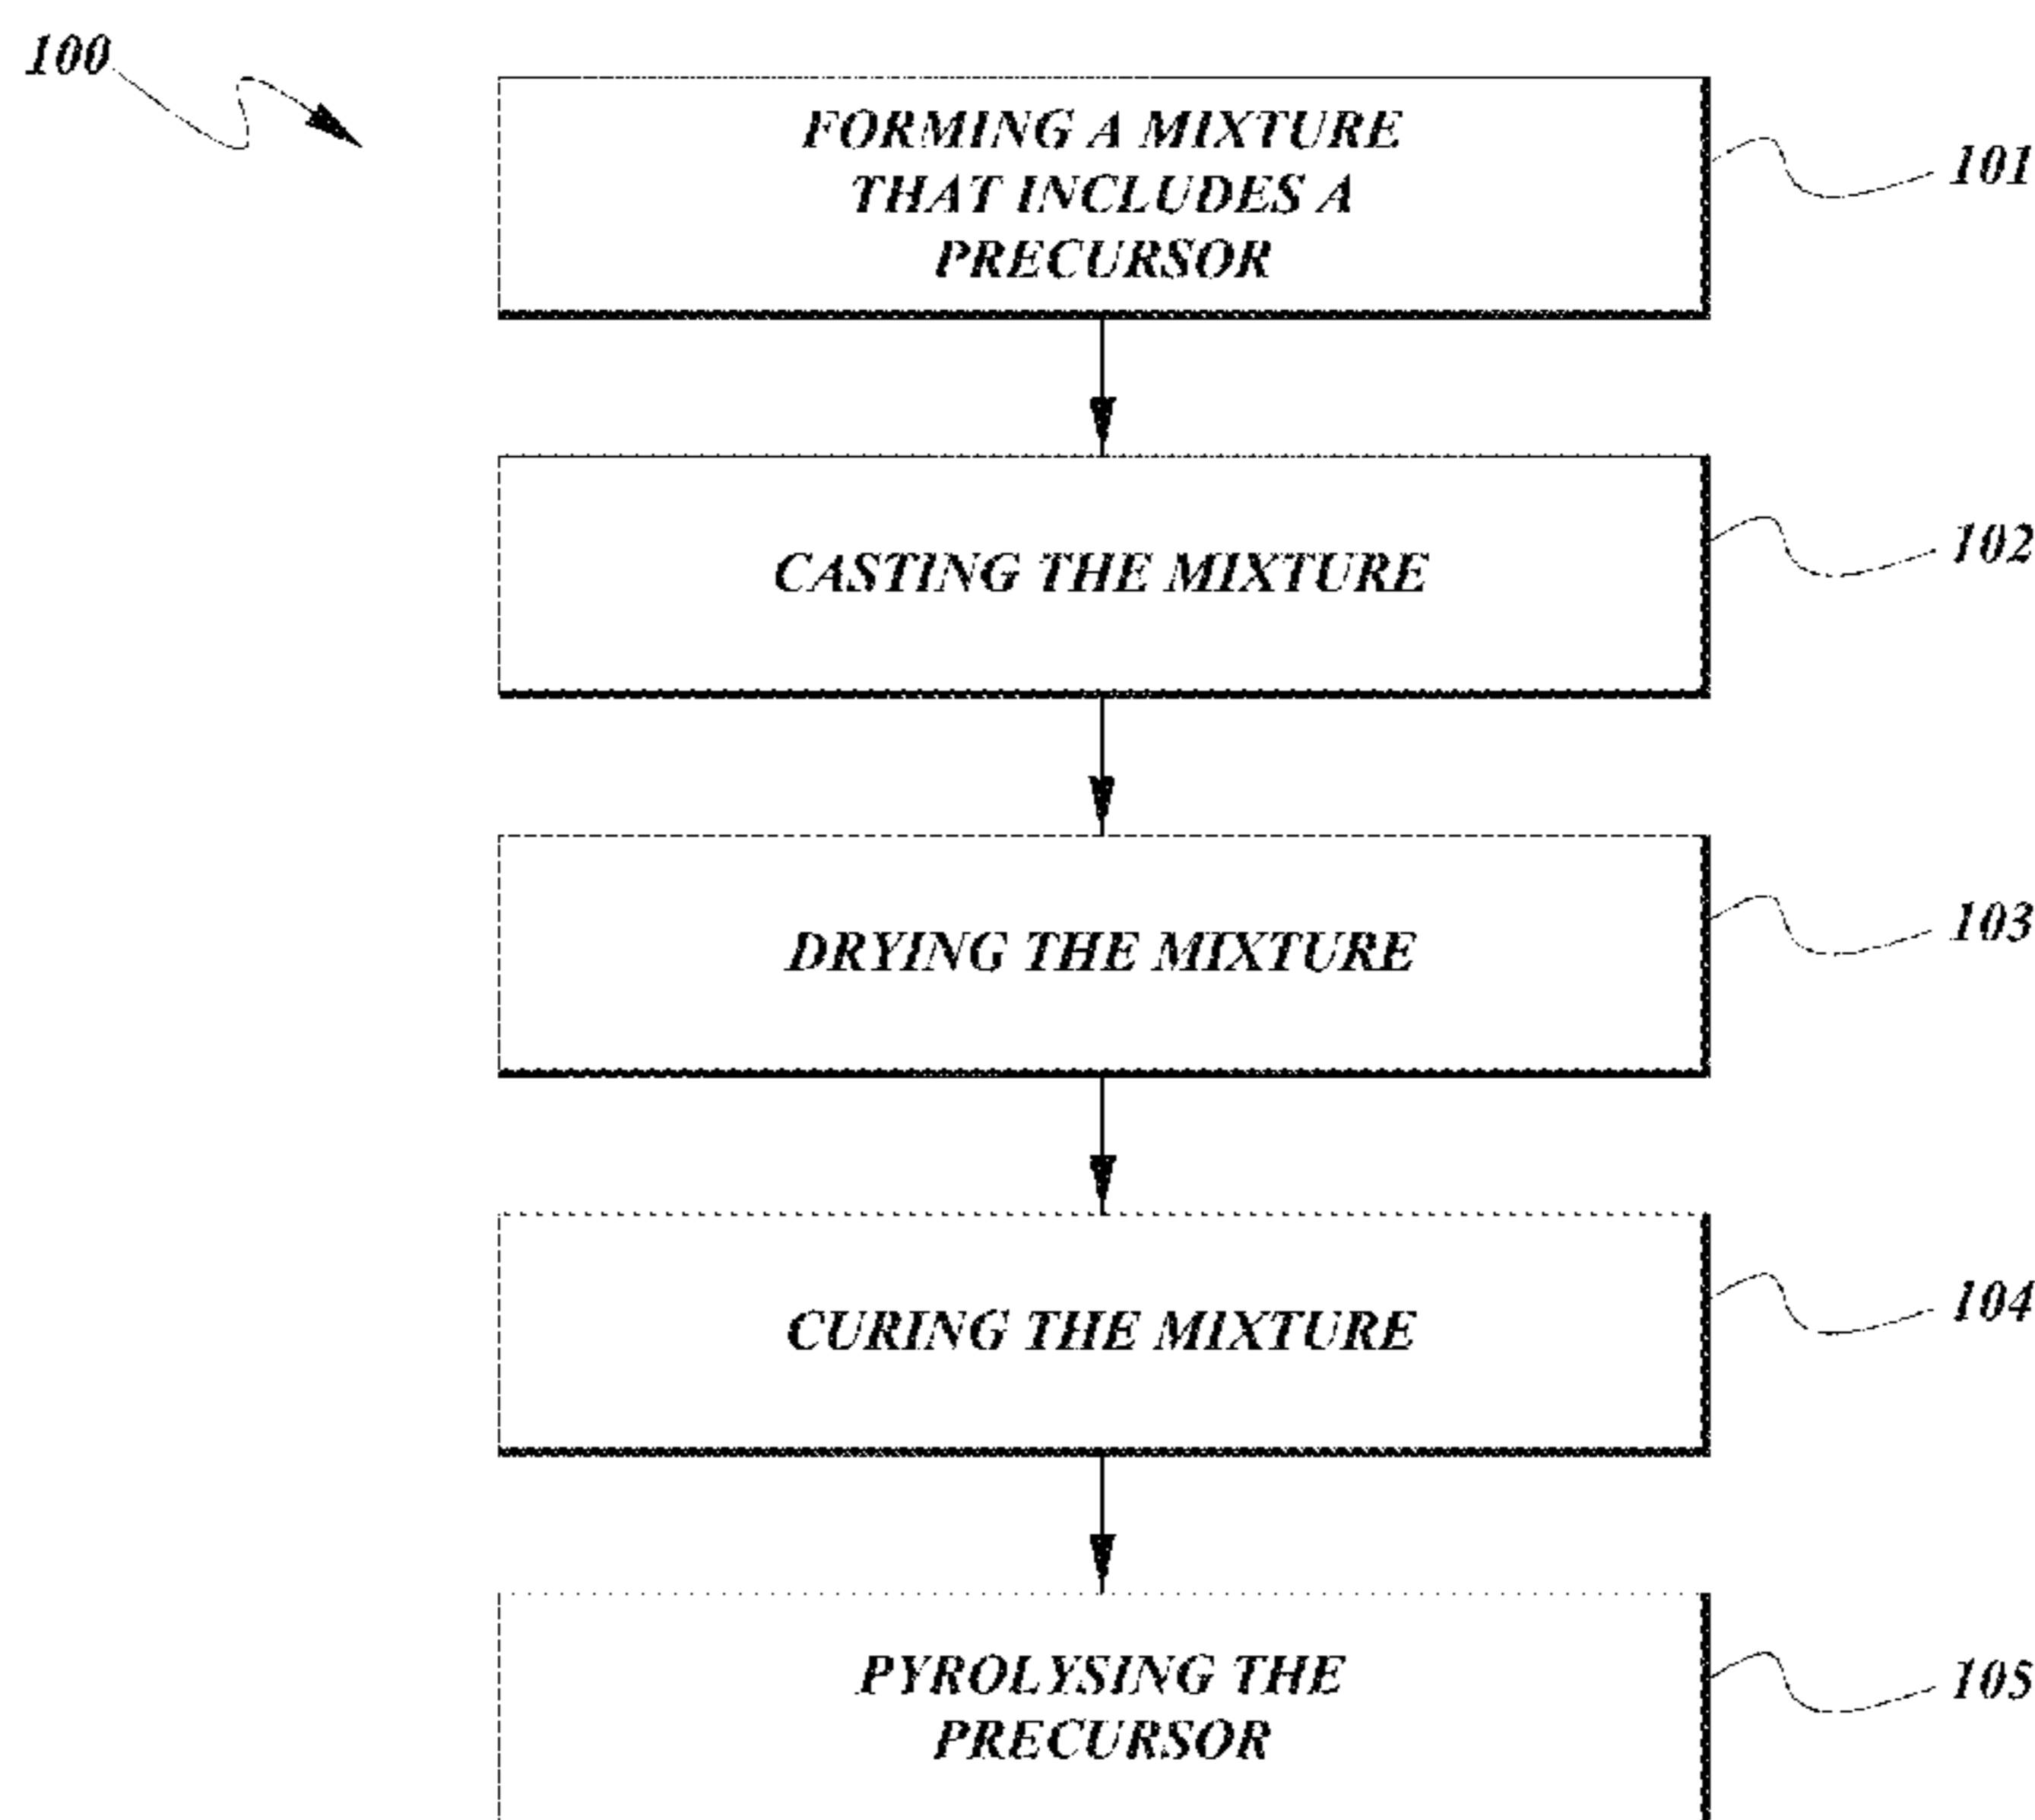 100
FORMING A MIXTURE
THAT INCLUDES A
PRECURSOR
101
CASTING THE MIXTURE
102
DRYING THE MIXTURE
103
CURING THE MIXTURE
104
PYROLYSING THE
PRECURSOR
105